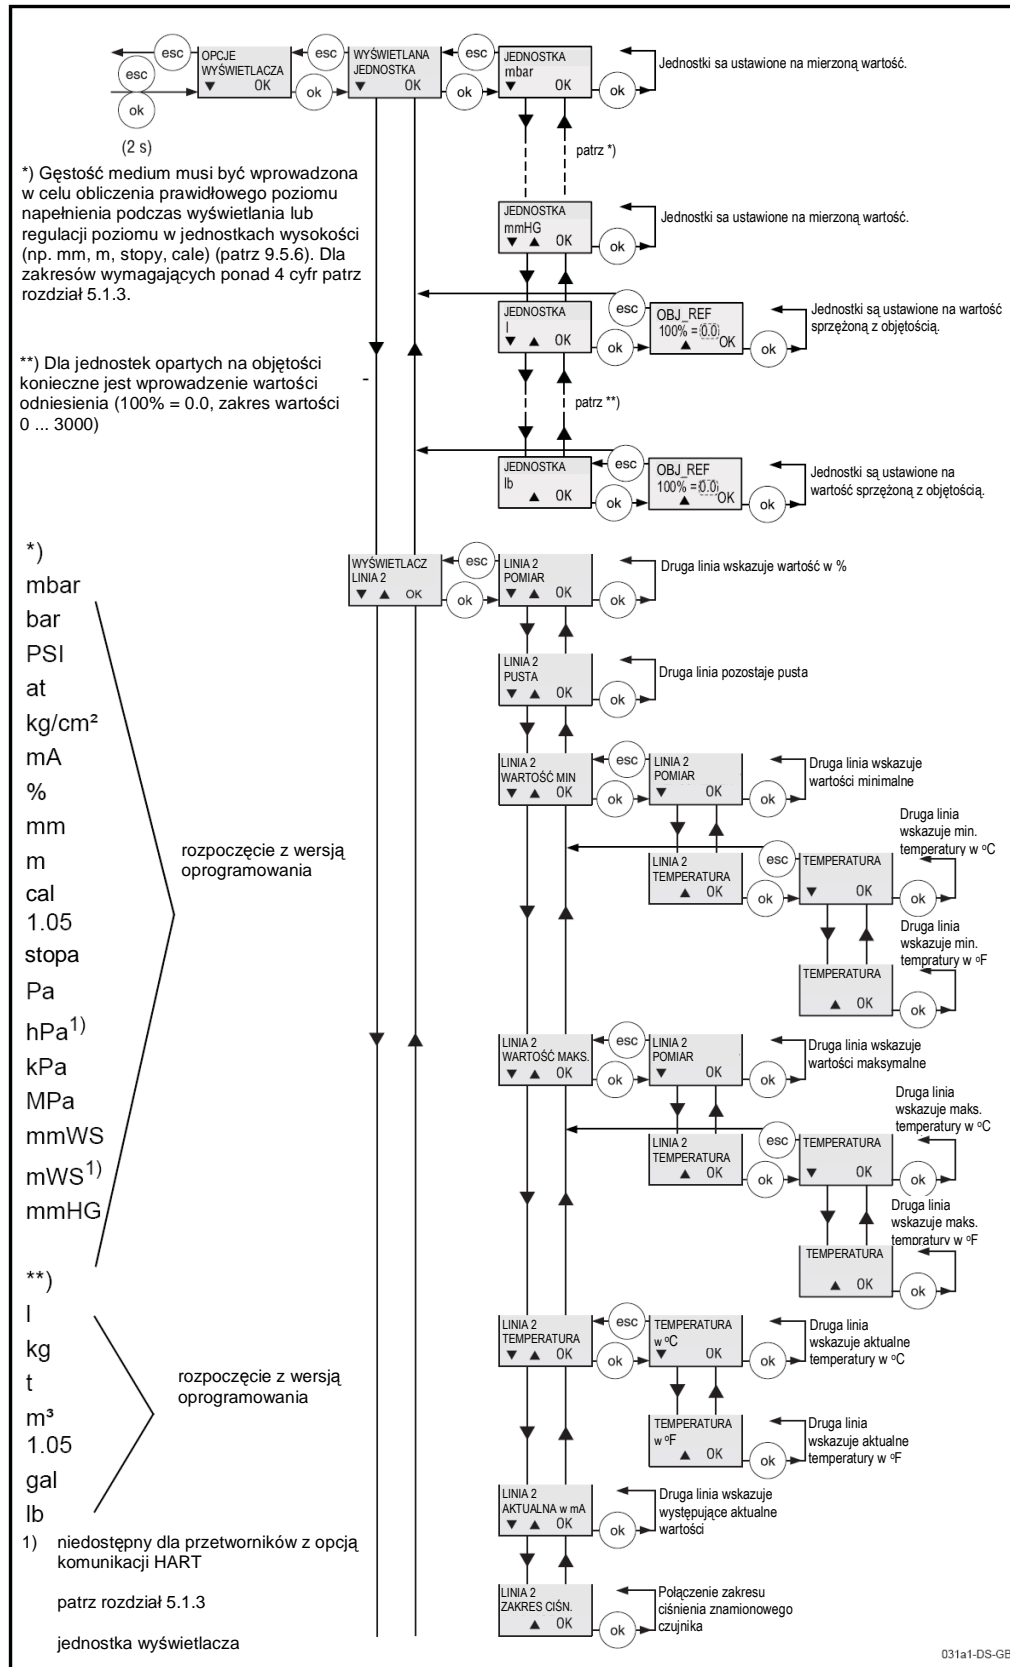 esc
esc
ok
(2 s)
OPCJE
WYŚWIETLACZA
▼ OK
esc
ok
WYŚWIETLANA
JEDNOSTKA
▼ OK
esc
ok
JEDNOSTKA
mbar
▼ OK
ok
Jednostki sa ustawione na mierzoną wartość.
patrz *)
*) Gęstość medium musi być wprowadzona
w celu obliczenia prawidłowego poziomu
napełnienia podczas wyświetlania lub
regulacji poziomu w jednostkach wysokości
(np. mm, m, stopy, cale) (patrz 9.5.6). Dla
zakresów wymagających ponad 4 cyfr patrz
rozdział 5.1.3.
JEDNOSTKA
mmHG
▼ ▲ OK
ok
Jednostki sa ustawione na mierzoną wartość.
JEDNOSTKA
l
▼ ▲ OK
esc
ok
OBJ_REF
100% = 0.0
▲ OK
ok
Jednostki są ustawione na wartość
sprzężoną z objętością.
**) Dla jednostek opartych na objętości
konieczne jest wprowadzenie wartości
odniesienia (100% = 0.0, zakres wartości
0 ... 3000)
-
patrz **)
JEDNOSTKA
lb
▲ OK
esc
ok
OBJ_REF
100% = 0.0
▲ OK
ok
Jednostki są ustawione na
wartość sprzężoną z objętością.
WYŚWIETLACZ
LINIA 2
▼ ▲ OK
esc
ok
LINIA 2
POMIAR
▼ ▲ OK
ok
Druga linia wskazuje wartość w %
LINIA 2
PUSTA
▼ ▲ OK
ok
Druga linia pozostaje pusta
LINIA 2
WARTOŚĆ MIN
▼ ▲ OK
esc
ok
LINIA 2
POMIAR
▼ OK
ok
Druga linia wskazuje
wartości minimalne
LINIA 2
TEMPERATURA
▲ OK
esc
ok
TEMPERATURA
▼ OK
ok
Druga linia
wskazuje min.
temperatury w ºC
TEMPERATURA
▲ OK
ok
Druga linia
wskazuje min.
tempratury w ºF
LINIA 2
WARTOŚĆ MAKS.
▼ ▲ OK
esc
ok
LINIA 2
POMIAR
▼ OK
ok
Druga linia wskazuje
wartości maksymalne
LINIA 2
TEMPERATURA
▲ OK
esc
ok
TEMPERATURA
▼ OK
ok
Druga linia
wskazuje maks.
temperatury w ºC
TEMPERATURA
▲ OK
ok
Druga linia
wskazuje maks.
tempratury w ºF
LINIA 2
TEMPERATURA
▼ ▲ OK
esc
ok
TEMPERATURA
w ºC
▼ OK
ok
Druga linia
wskazuje aktualne
temperatury w ºC
TEMPERATURA
w ºF
▲ OK
ok
Druga linia
wskazuje aktualne
temperatury w ºF
LINIA 2
AKTUALNA w mA
▼ ▲ OK
ok
Druga linia wskazuje
występujące aktualne
wartości
LINIA 2
ZAKRES CIŚN.
▲ OK
ok
Połączenie zakresu
ciśnienia znamionowego
czujnika
*)
mbar
bar
PSI
at
kg/cm²
mA
%
mm
m
cal
1.05
stopa
Pa
hPa1)
kPa
MPa
mmWS
mWS1)
mmHG
rozpoczęcie z wersją
oprogramowania
**)
l
kg
t
m³
1.05
gal
lb
rozpoczęcie z wersją
oprogramowania
1) niedostępny dla przetworników z opcją
komunikacji HART
patrz rozdział 5.1.3
jednostka wyświetlacza
031a1-DS-GB